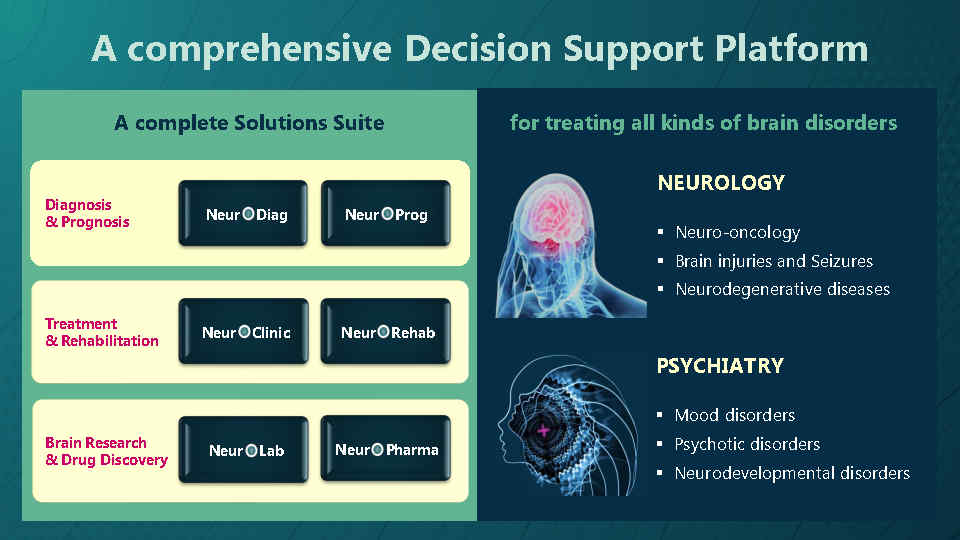 A comprehensive Decision Support Platform
A complete Solutions Suite
Diagnosis
& Prognosis
NeurODiag
NeurOProg
Treatment
& Rehabilitation
NeurOClinic
NeurORehab
Brain Research
& Drug Discovery
NeurOLab
NeurOPharma
for treating all kinds of brain disorders
NEUROLOGY
▪ Neuro-oncology
▪ Brain injuries and Seizures
▪ Neurodegenerative diseases
PSYCHIATRY
▪ Mood disorders
▪ Psychotic disorders
▪ Neurodevelopmental disorders